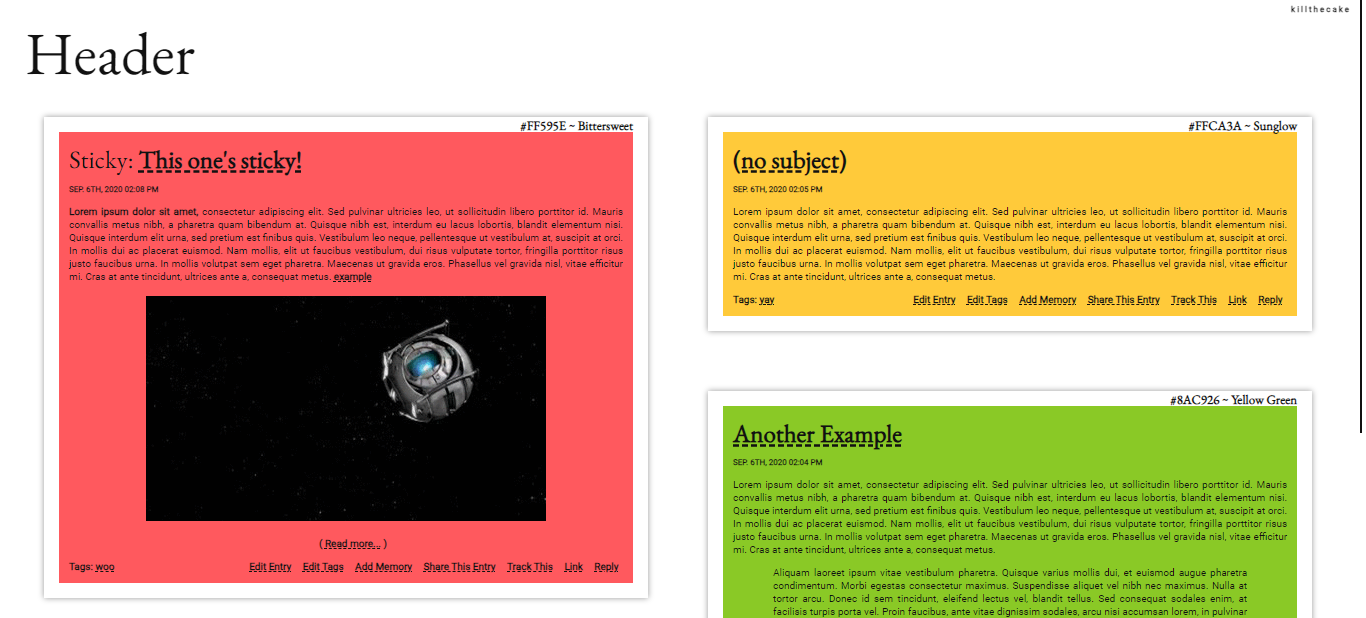 killthecake
Header
#FF595E ~ Bittersweet
Sticky: This one's sticky!
SEP. 6TH, 2020 02:08 PM
Lorem ipsum dolor sit amet, consectetur adipiscing elit. Sed pulvinar ultricies leo, ut sollicitudin libero porttitor id. Mauris
convallis metus nibh, a pharetra quam bibendum at. Quisque nibh est, interdum eu lacus lobortis, blandit elementum nisi.
Quisque interdum elit urna, sed pretium est finibus quis. Vestibulum leo neque, pellentesque ut vestibulum at, suscipit at orci.
In mollis dui ac placerat euismod. Nam mollis, elit ut faucibus vestibulum, dui risus vulputate tortor, fringilla porttitor risus
justo faucibus urna. In mollis volutpat sem eget pharetra. Maecenas ut gravida eros. Phasellus vel gravida nisl, vitae efficitur
mi. Cras at ante tincidunt, ultrices ante a, consequat metus. example
( Read more... )
Tags: woo
Edit Entry Edit Tags Add Memory Share This Entry Track This Link Reply
#FFCA3A ~ Sunglow
(no subject)
SEP. 6TH, 2020 02:05 PM
Lorem ipsum dolor sit amet, consectetur adipiscing elit. Sed pulvinar ultricies leo, ut sollicitudin libero porttitor id. Mauris
convallis metus nibh, a pharetra quam bibendum at. Quisque nibh est, interdum eu lacus lobortis, blandit elementum nisi.
Quisque interdum elit urna, sed pretium est finibus quis. Vestibulum leo neque, pellentesque ut vestibulum at, suscipit at orci.
In mollis dui ac placerat euismod. Nam mollis, elit ut faucibus vestibulum, dui risus vulputate tortor, fringilla porttitor risus
justo faucibus urna. In mollis volutpat sem eget pharetra. Maecenas ut gravida eros. Phasellus vel gravida nisl, vitae efficitur
mi. Cras at ante tincidunt, ultrices ante a, consequat metus.
Tags: yay
Edit Entry Edit Tags Add Memory Share This Entry Track This Link Reply
#8AC926 ~ Yellow Green
Another Example
SEP. 6TH, 2020 02:04 PM
Lorem ipsum dolor sit amet, consectetur adipiscing elit. Sed pulvinar ultricies leo, ut sollicitudin libero porttitor id. Mauris
convallis metus nibh, a pharetra quam bibendum at. Quisque nibh est, interdum eu lacus lobortis, blandit elementum nisi.
Quisque interdum elit urna, sed pretium est finibus quis. Vestibulum leo neque, pellentesque ut vestibulum at, suscipit at orci.
In mollis dui ac placerat euismod. Nam mollis, elit ut faucibus vestibulum, dui risus vulputate tortor, fringilla porttitor risus
justo faucibus urna. In mollis volutpat sem eget pharetra. Maecenas ut gravida eros. Phasellus vel gravida nisl, vitae efficitur
mi. Cras at ante tincidunt, ultrices ante a, consequat metus.
Aliquam laoreet ipsum vitae vestibulum pharetra. Quisque varius mollis dui, et euismod augue pharetra
condimentum. Morbi egestas consectetur maximus. Suspendisse aliquet vel nibh nec maximus. Nulla at
tortor arcu. Donec id sem tincidunt, eleifend lectus vel, blandit tellus. Sed consequat sodales enim, at
facilisis turpis porta vel. Proin faucibus, ante vitae dignissim sodales, arcu nisi accumsan lorem, in pulvinar